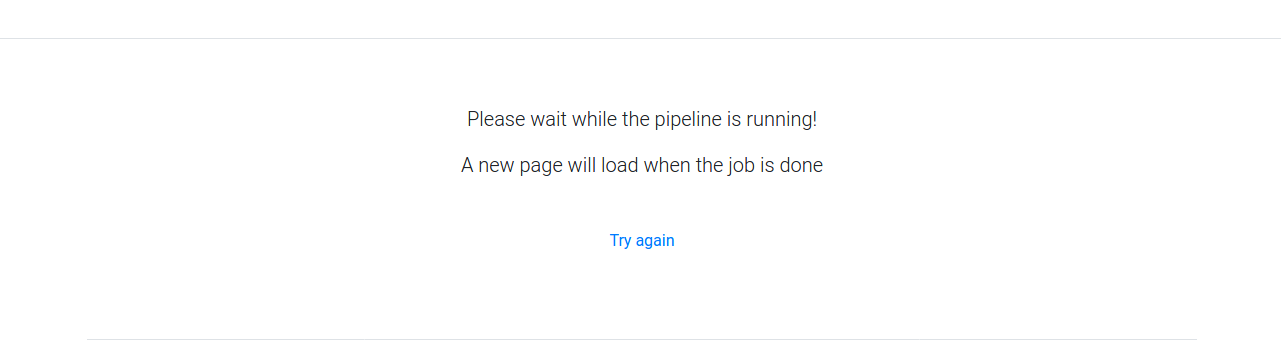 Please wait while the pipeline is running!
A new page will load when the job is done
Try again